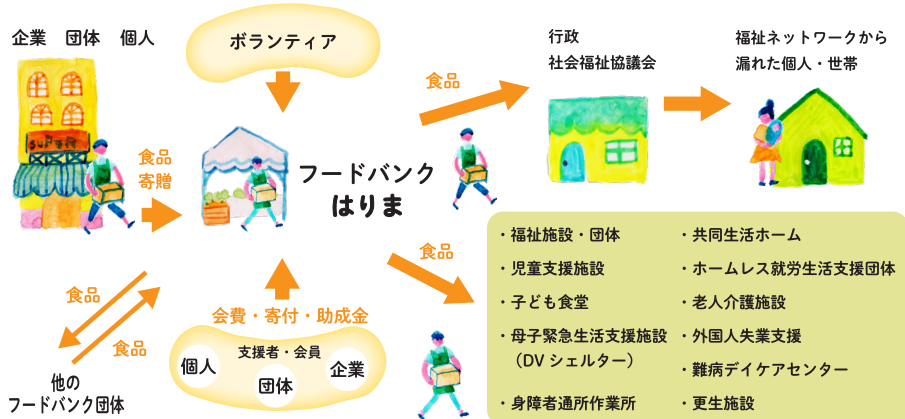 企業　団体　個人
ボランティア
食品
寄贈
フードバンク
はりま
食品
行政
社会福祉協議会
福祉ネットワークから
漏れた個人・世帯
食品
食品
他の
フードバンク団体
会費・寄付・助成金
支援者・会員
個人
団体
企業
食品
・福祉施設・団体
・児童支援施設
・子ども食堂
・母子緊急生活支援施設
（DVシェルター）
・身障者通所作業所
・共同生活ホーム
・ホームレス就労生活支援団体
・老人介護施設
・外国人失業支援
・難病デイケアセンター
・更生施設